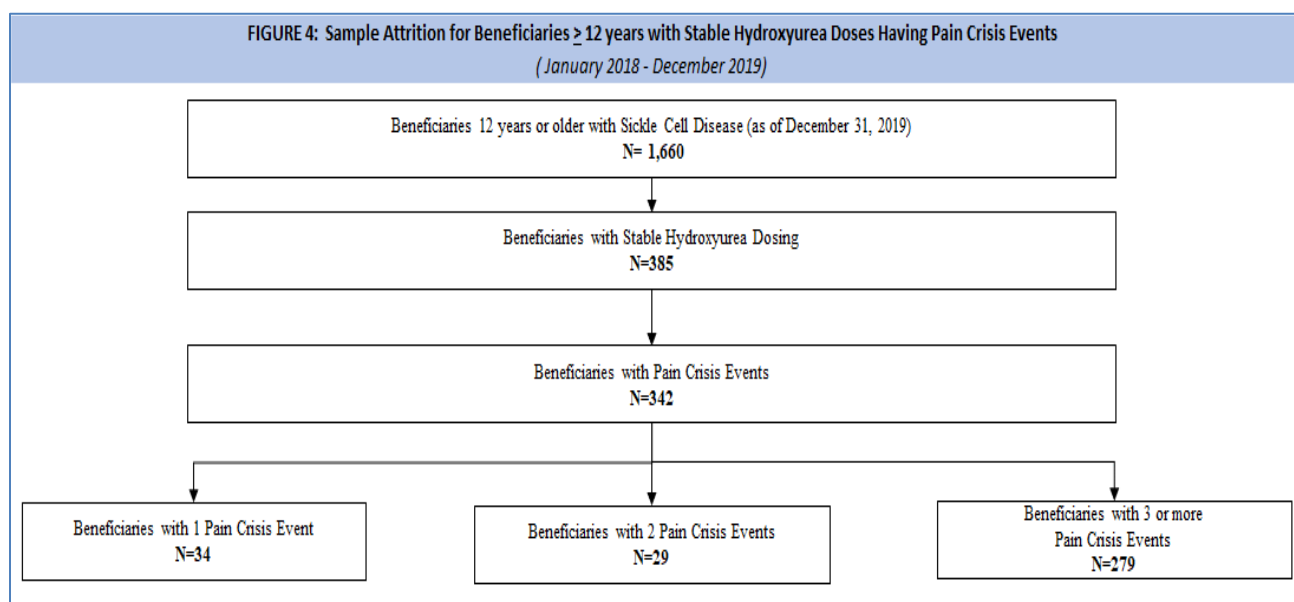 FIGURE 4: Sample Attrition for Beneficiaries ≥ 12 years with Stable Hydroxyurea Doses Having Pain Crisis Events
( January 2018 - December 2019)
Beneficiaries 12 years or older with Sickle Cell Disease (as of December 31, 2019)
N= 1,660
Beneficiaries with Stable Hydroxyurea Dosing
N=385
Beneficiaries with Pain Crisis Events
N=342
Beneficiaries with 1 Pain Crisis Event
N=34
Beneficiaries with 2 Pain Crisis Events
N=29
Beneficiaries with 3 or more
Pain Crisis Events
N=279